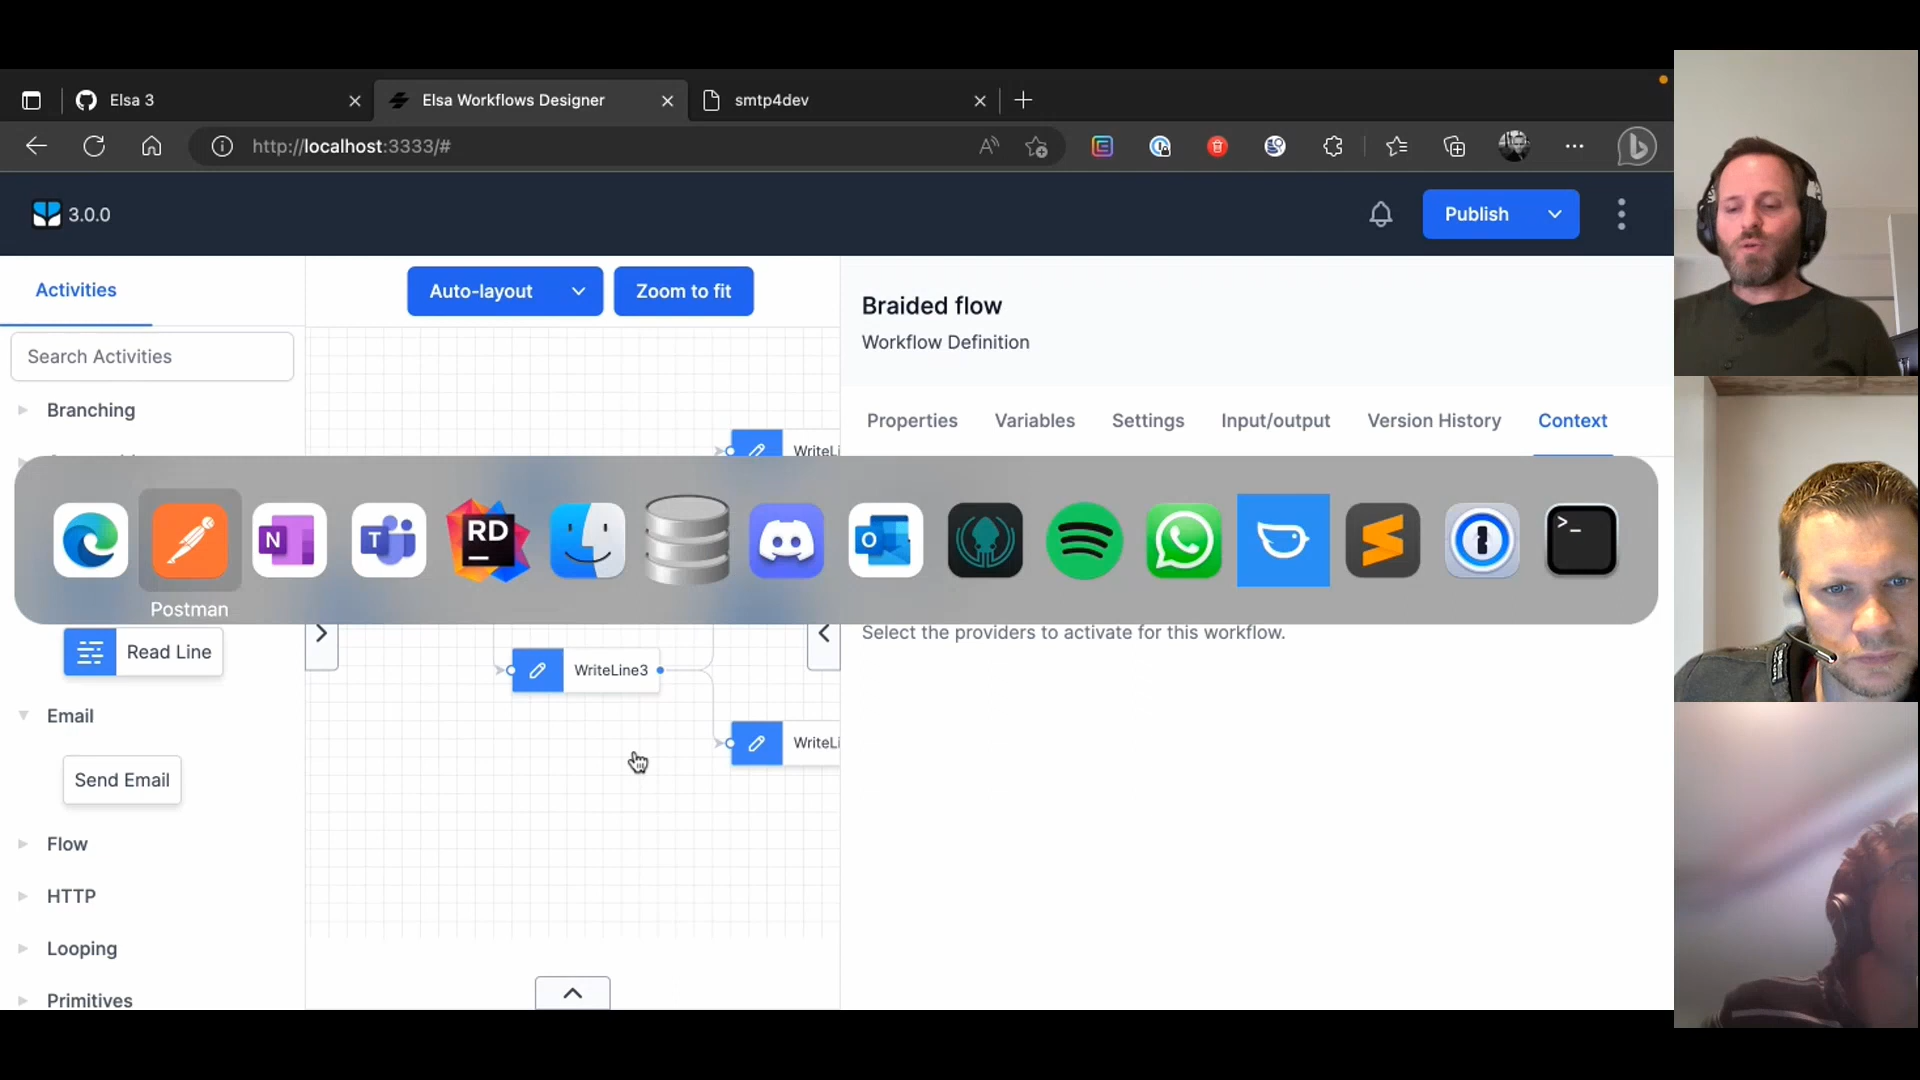 Elsa 3
Elsa Workflows Designer
smtp4dev
http://localhost:3333/#
3.0.0
Publish
Activities
Auto-layout
Zoom to fit
Braided flow
Workflow Definition
Search Activities
Properties
Variables
Settings
Input/output
Version History
Context
Branching
WriteLi
N
T
RD
O
>_
Postman
Select the providers to activate for this workflow.
Read Line
WriteLine3
Email
WriteLi
Send Email
Flow
HTTP
Looping
Primitives